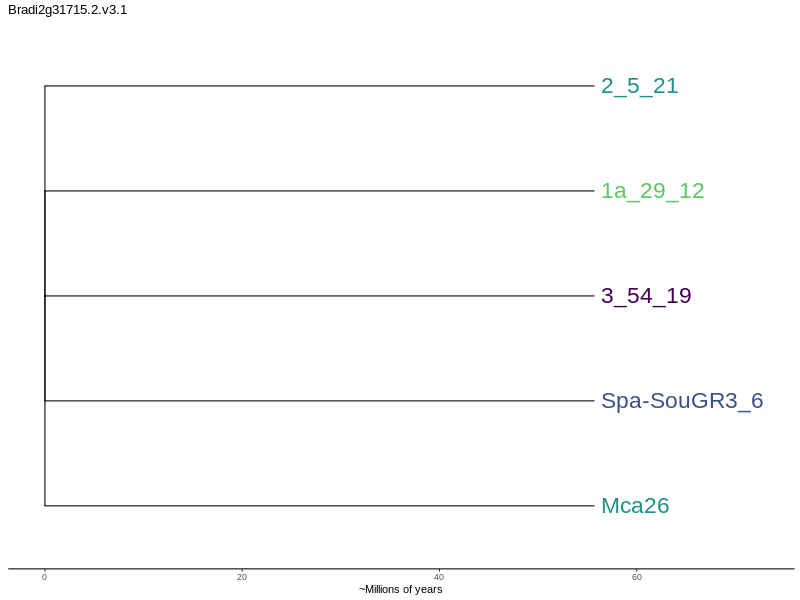 Bradi2g31715.2.v3.1
2_5_21
1a_29_12
3_54_19
Spa-SouGR3_6
Mca26
0 20 40 60
~Millions of years